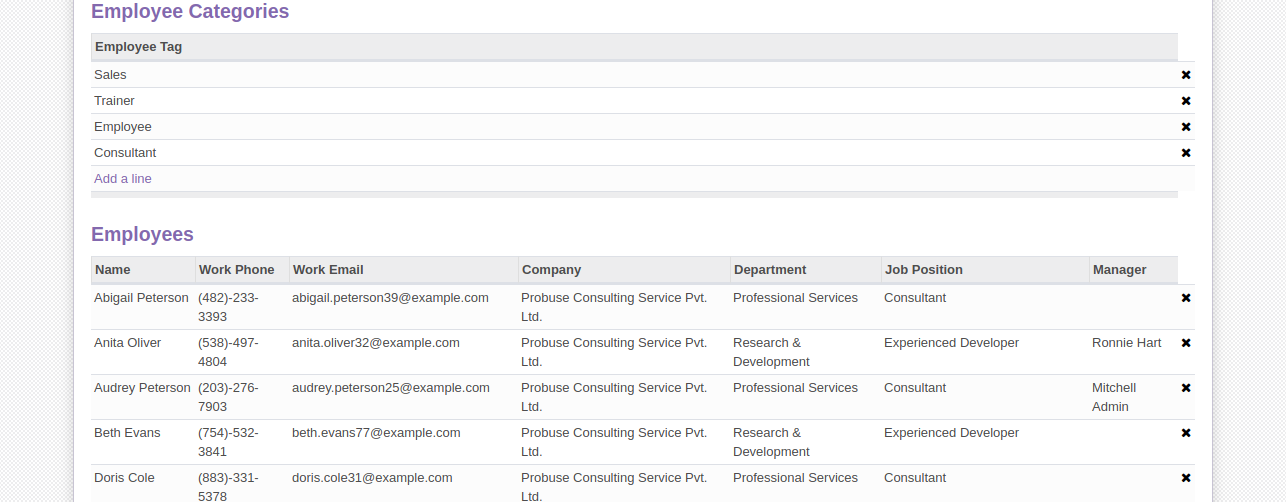 Employee Categories
Employee Tag
Sales
Trainer
Employee
Consultant
Add a line
Employees
Name Work Phone Work Email Company Department Job Position Manager
Abigail Peterson (482)-233- abigail.peterson39@example.com Probuse Consulting Service Pvt. Professional Services Consultant
3393 Ltd.
Anita Oliver (538)-497- anita.oliver32@example.com Probuse Consulting Service Pvt. Research & Experienced Developer Ronnie Hart
4804 Ltd. Development
Audrey Peterson (203)-276- audrey.peterson25@example.com Probuse Consulting Service Pvt. Professional Services Consultant Mitchell
7903 Ltd. Admin
Beth Evans (754)-532- beth.evans77@example.com Probuse Consulting Service Pvt. Research & Experienced Developer
3841 Ltd. Development
Doris Cole (883)-331- doris.cole31@example.com Probuse Consulting Service Pvt. Professional Services Consultant
5378 Ltd.